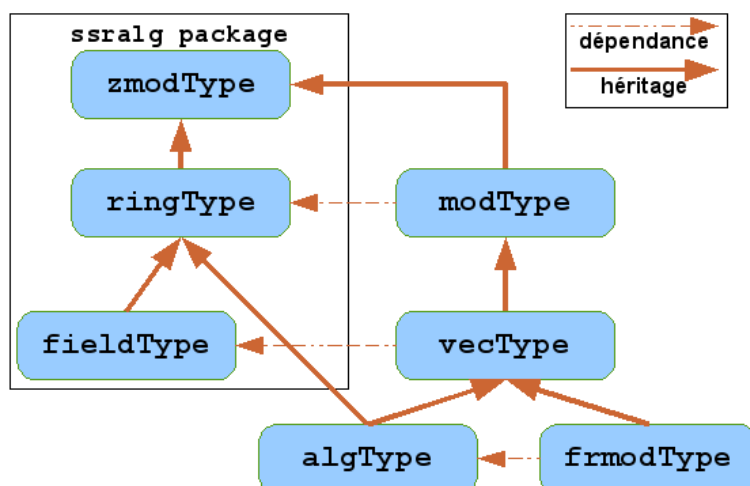 ssralg package
dépendance
zmodType
héritage
ringType
modType
fieldType
vecType
algType
frmodType